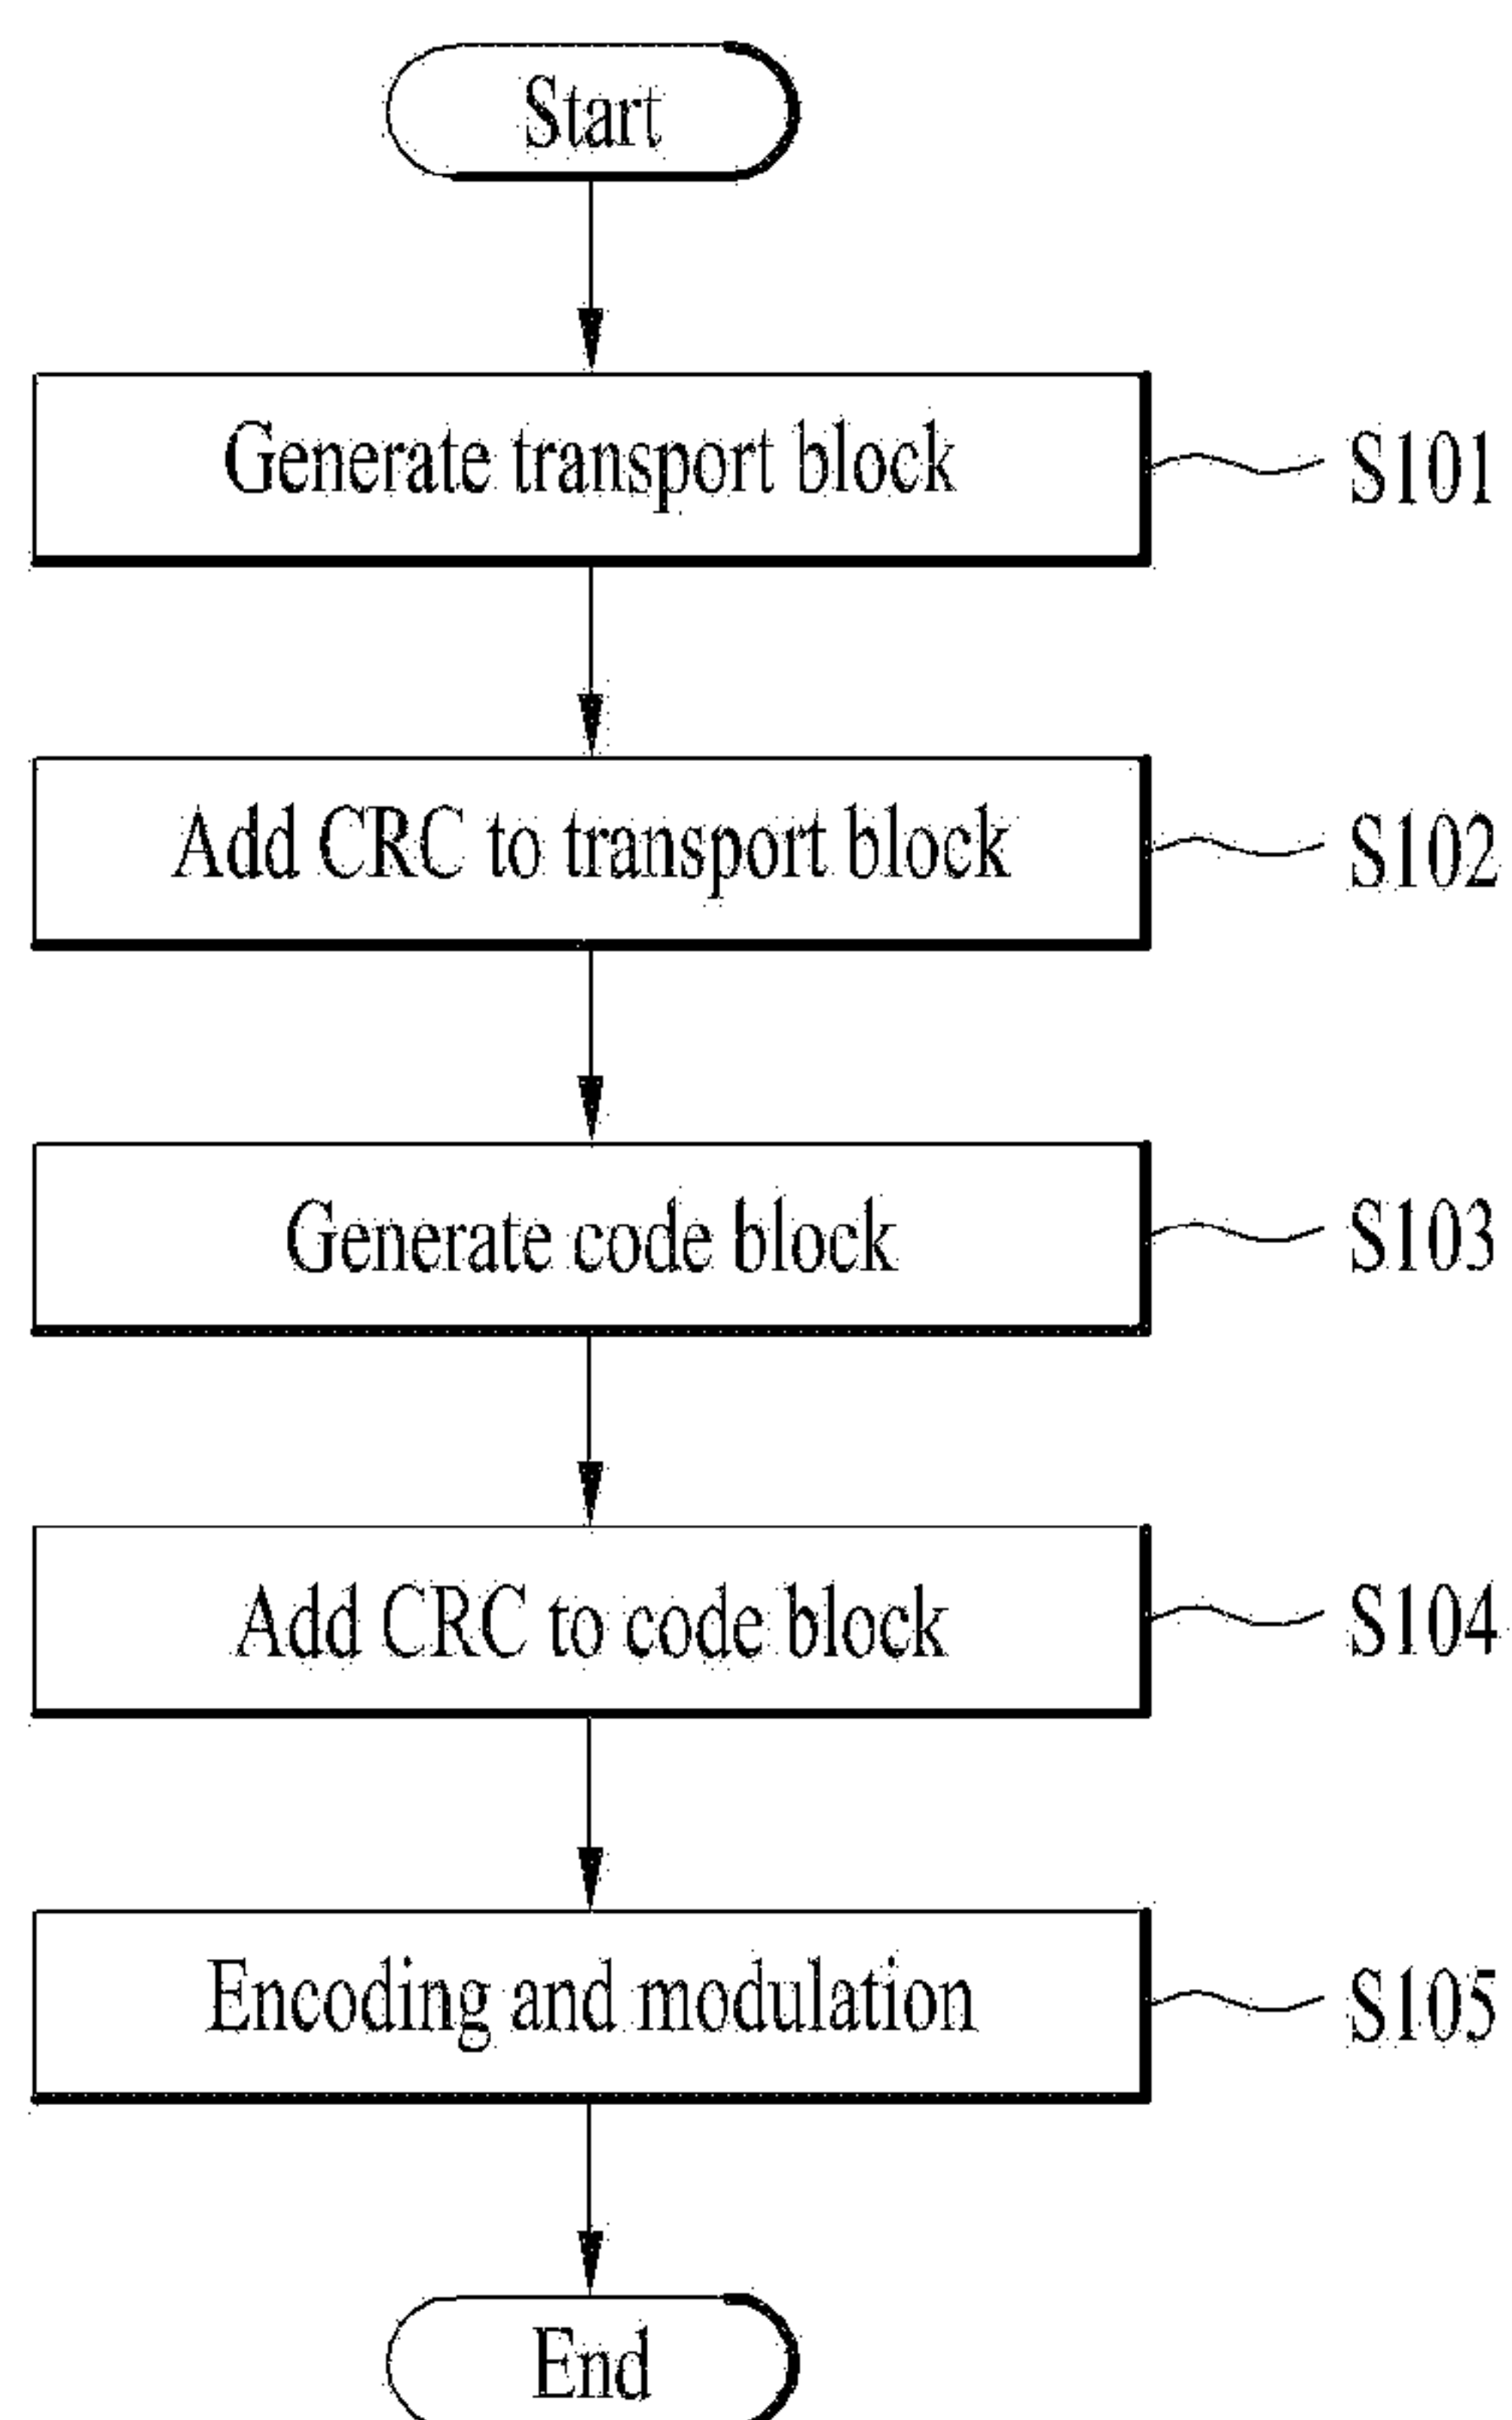 Start
Generate transport block
S101
Add CRC to transport block
S102
Generate code block
S103
Add CRC to code block
S104
Encoding and modulation
S105
End